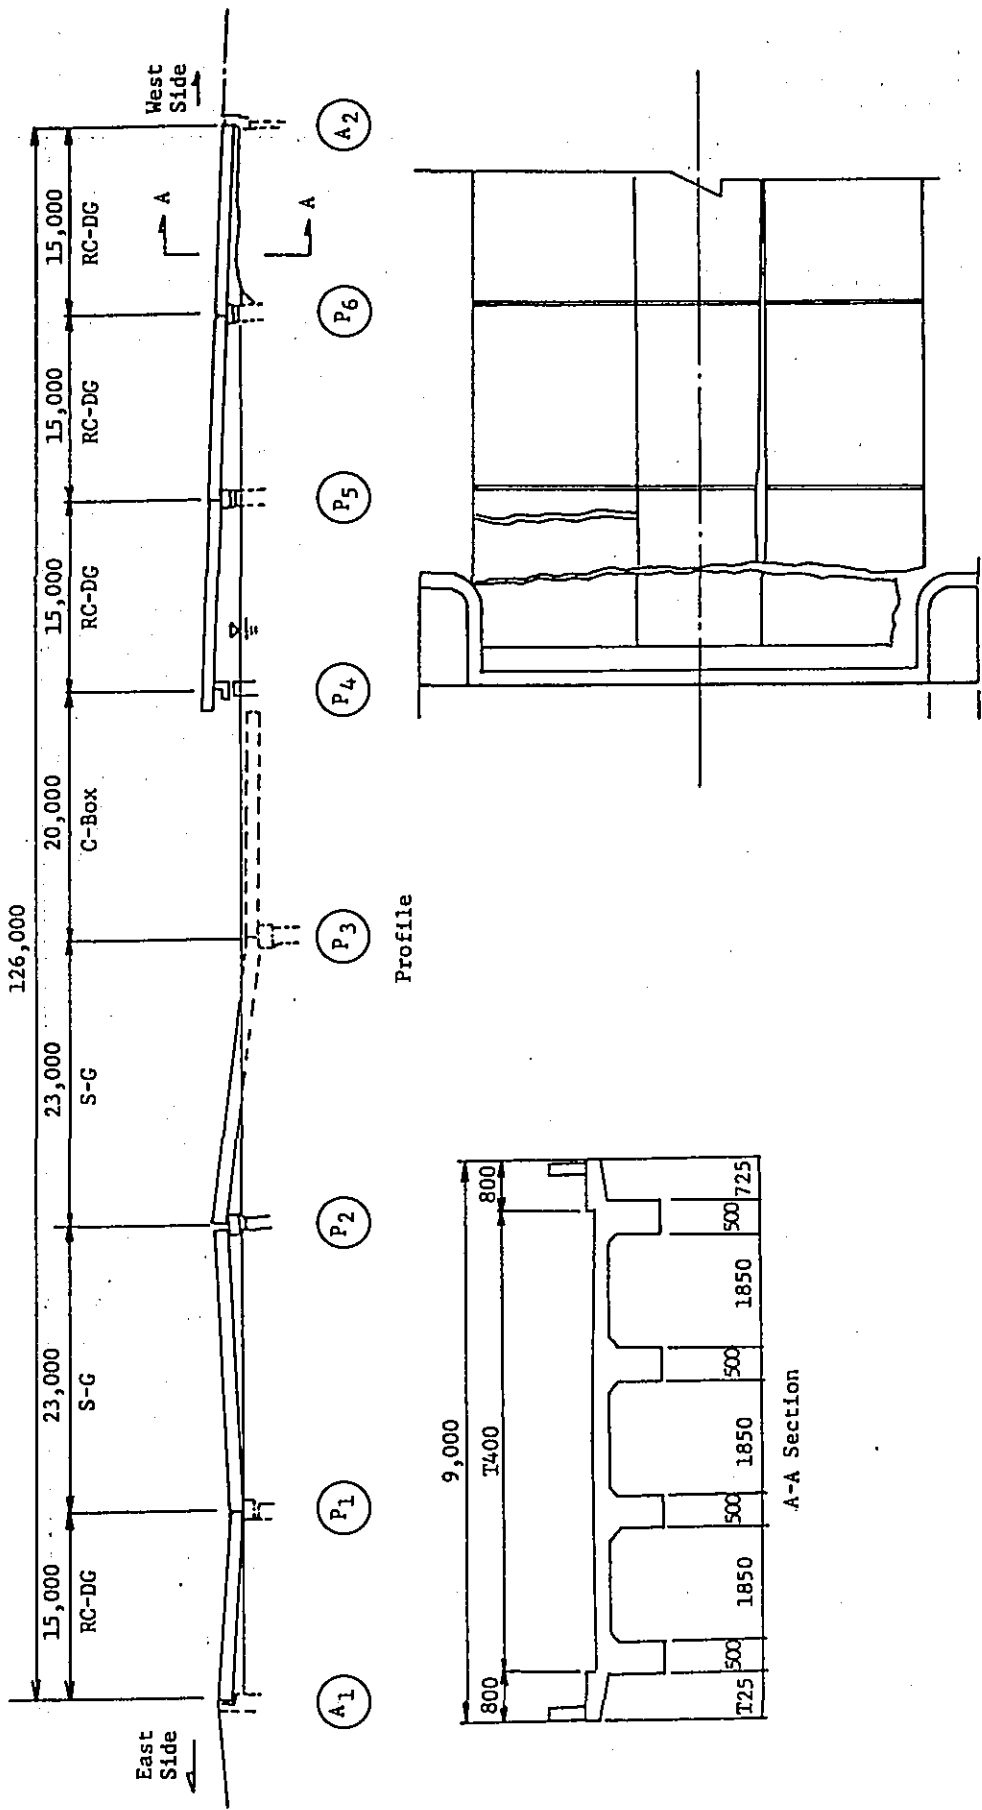 126,000
15,000
23,000
23,000
20,000
15,000
15,000
15,000
RC-DG
S-G
S-G
C-Box
RC-DG
RC-DG
RC-DG
East
Side
West
Side
A
A
A1
P1
P2
P3
P4
P5
P6
A2
Profile
9,000
800
T400
800
T25
500
1850
500
1850
500
1850
500
725
A-A Section